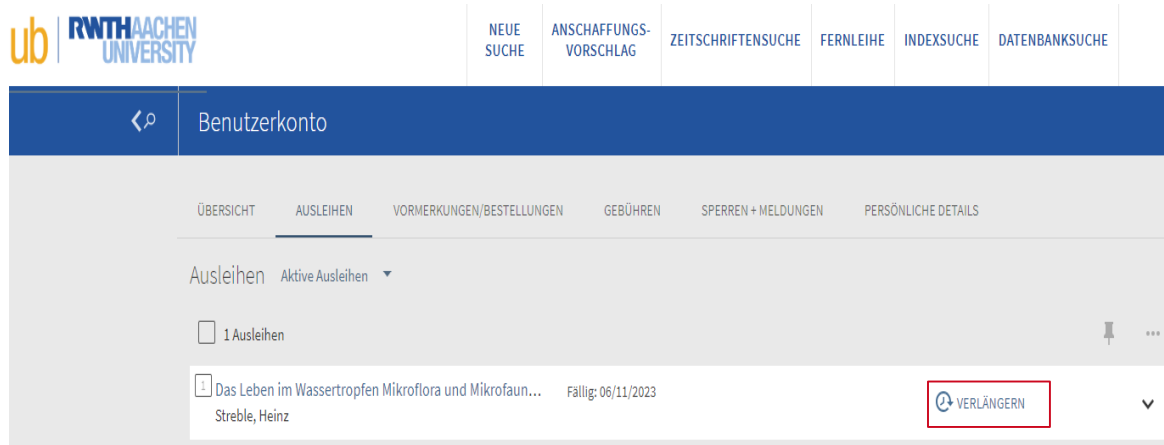 ub | RWTHAACHEN
UNIVERSITY
NEUE
SUCHE
ANSCHAFFUNGS-
VORSCHLAG
ZEITSCHRIFTENSUCHE
FERNLEIHE
INDEXSUCHE
DATENBANKSUCHE
Benutzerkonto
ÜBERSICHT AUSLEIHEN VORMERKUNGEN/BESTELLUNGEN GEBÜHREN SPERREN + MELDUNGEN PERSÖNLICHE DETAILS
Ausleihen Aktive Ausleihen
1 Ausleihen
1 Das Leben im Wassertropfen Mikroflora und Mikrofaun... Fällig: 06/11/2023 VERLÄNGERN
Streble, Heinz